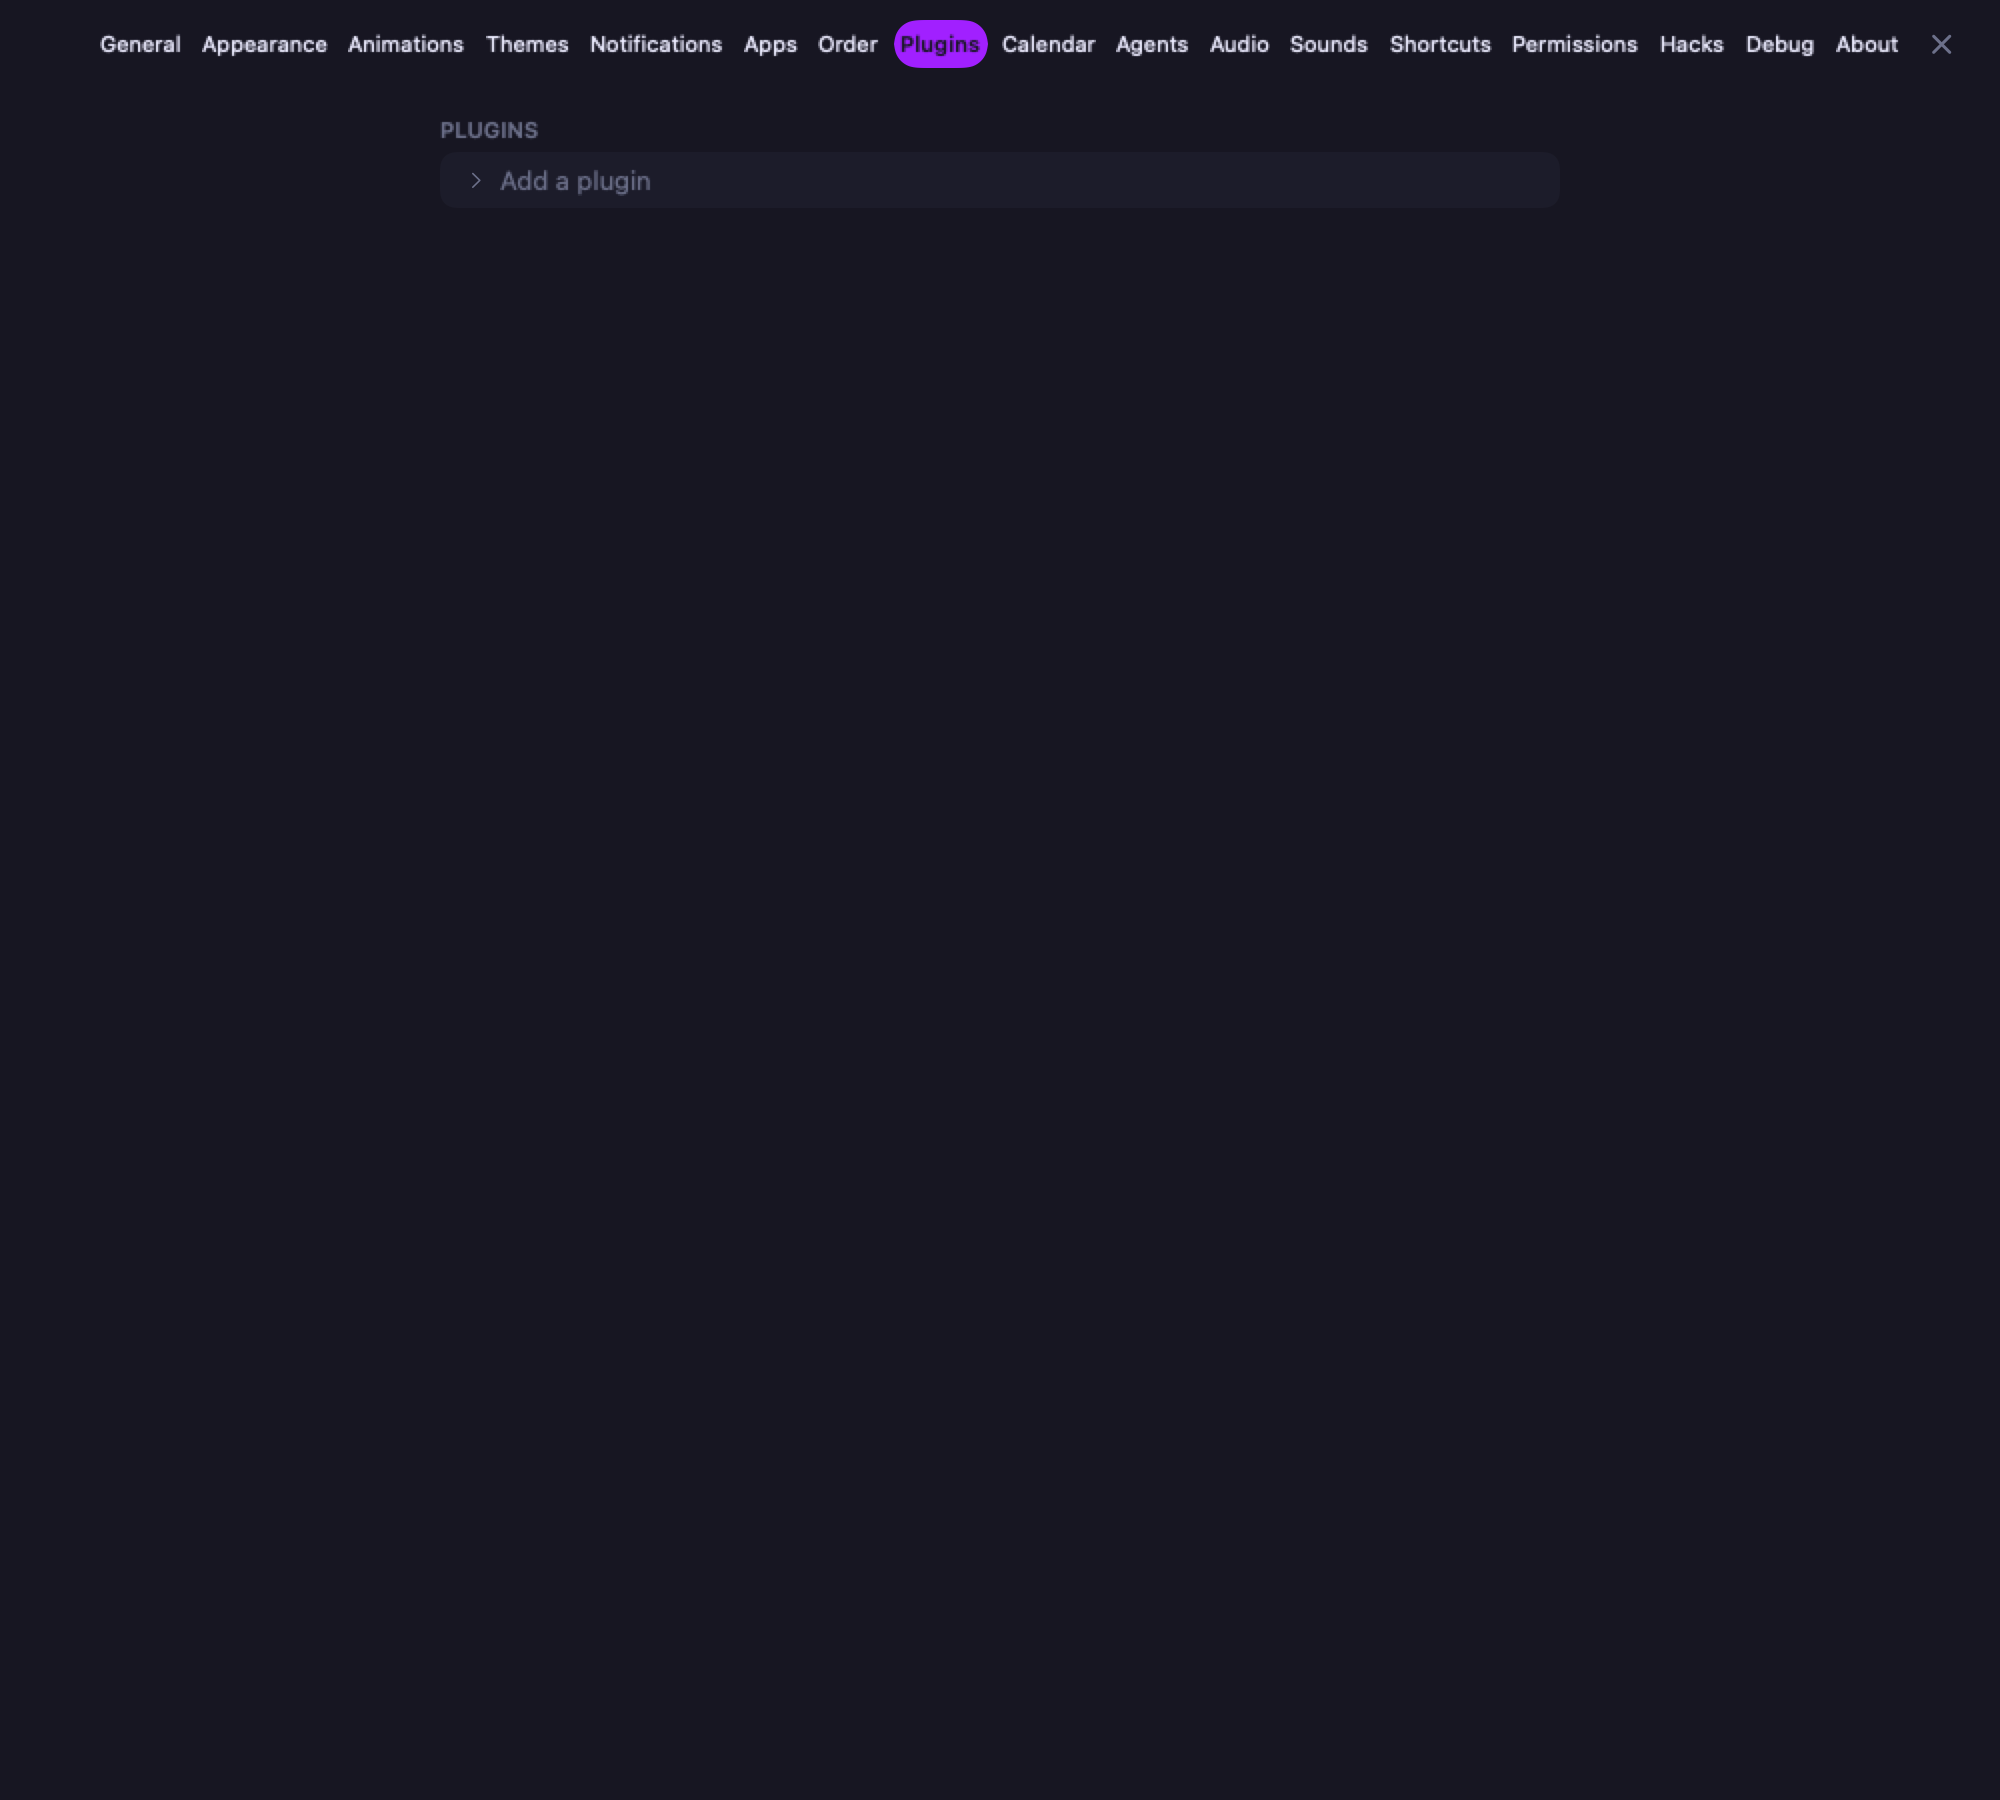 General Appearance Animations Themes Notifications Apps Order Plugins Calendar Agents Audio Sounds Shortcuts Permissions Hacks Debug About
PLUGINS
Add a plugin